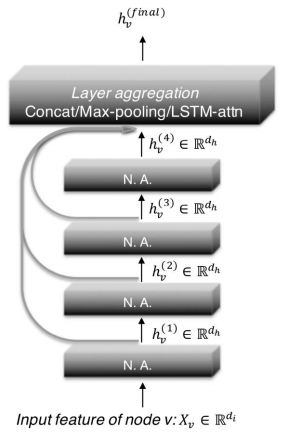 h_v^{(final)}
Layer aggregation
Concat/Max-pooling/LSTM-attn
h_v^{(4)} ∈ ℝ^{d_h}
N. A.
h_v^{(3)} ∈ ℝ^{d_h}
N. A.
h_v^{(2)} ∈ ℝ^{d_h}
N. A.
h_v^{(1)} ∈ ℝ^{d_h}
N. A.
Input feature of node v: X_v ∈ ℝ^{d_i}